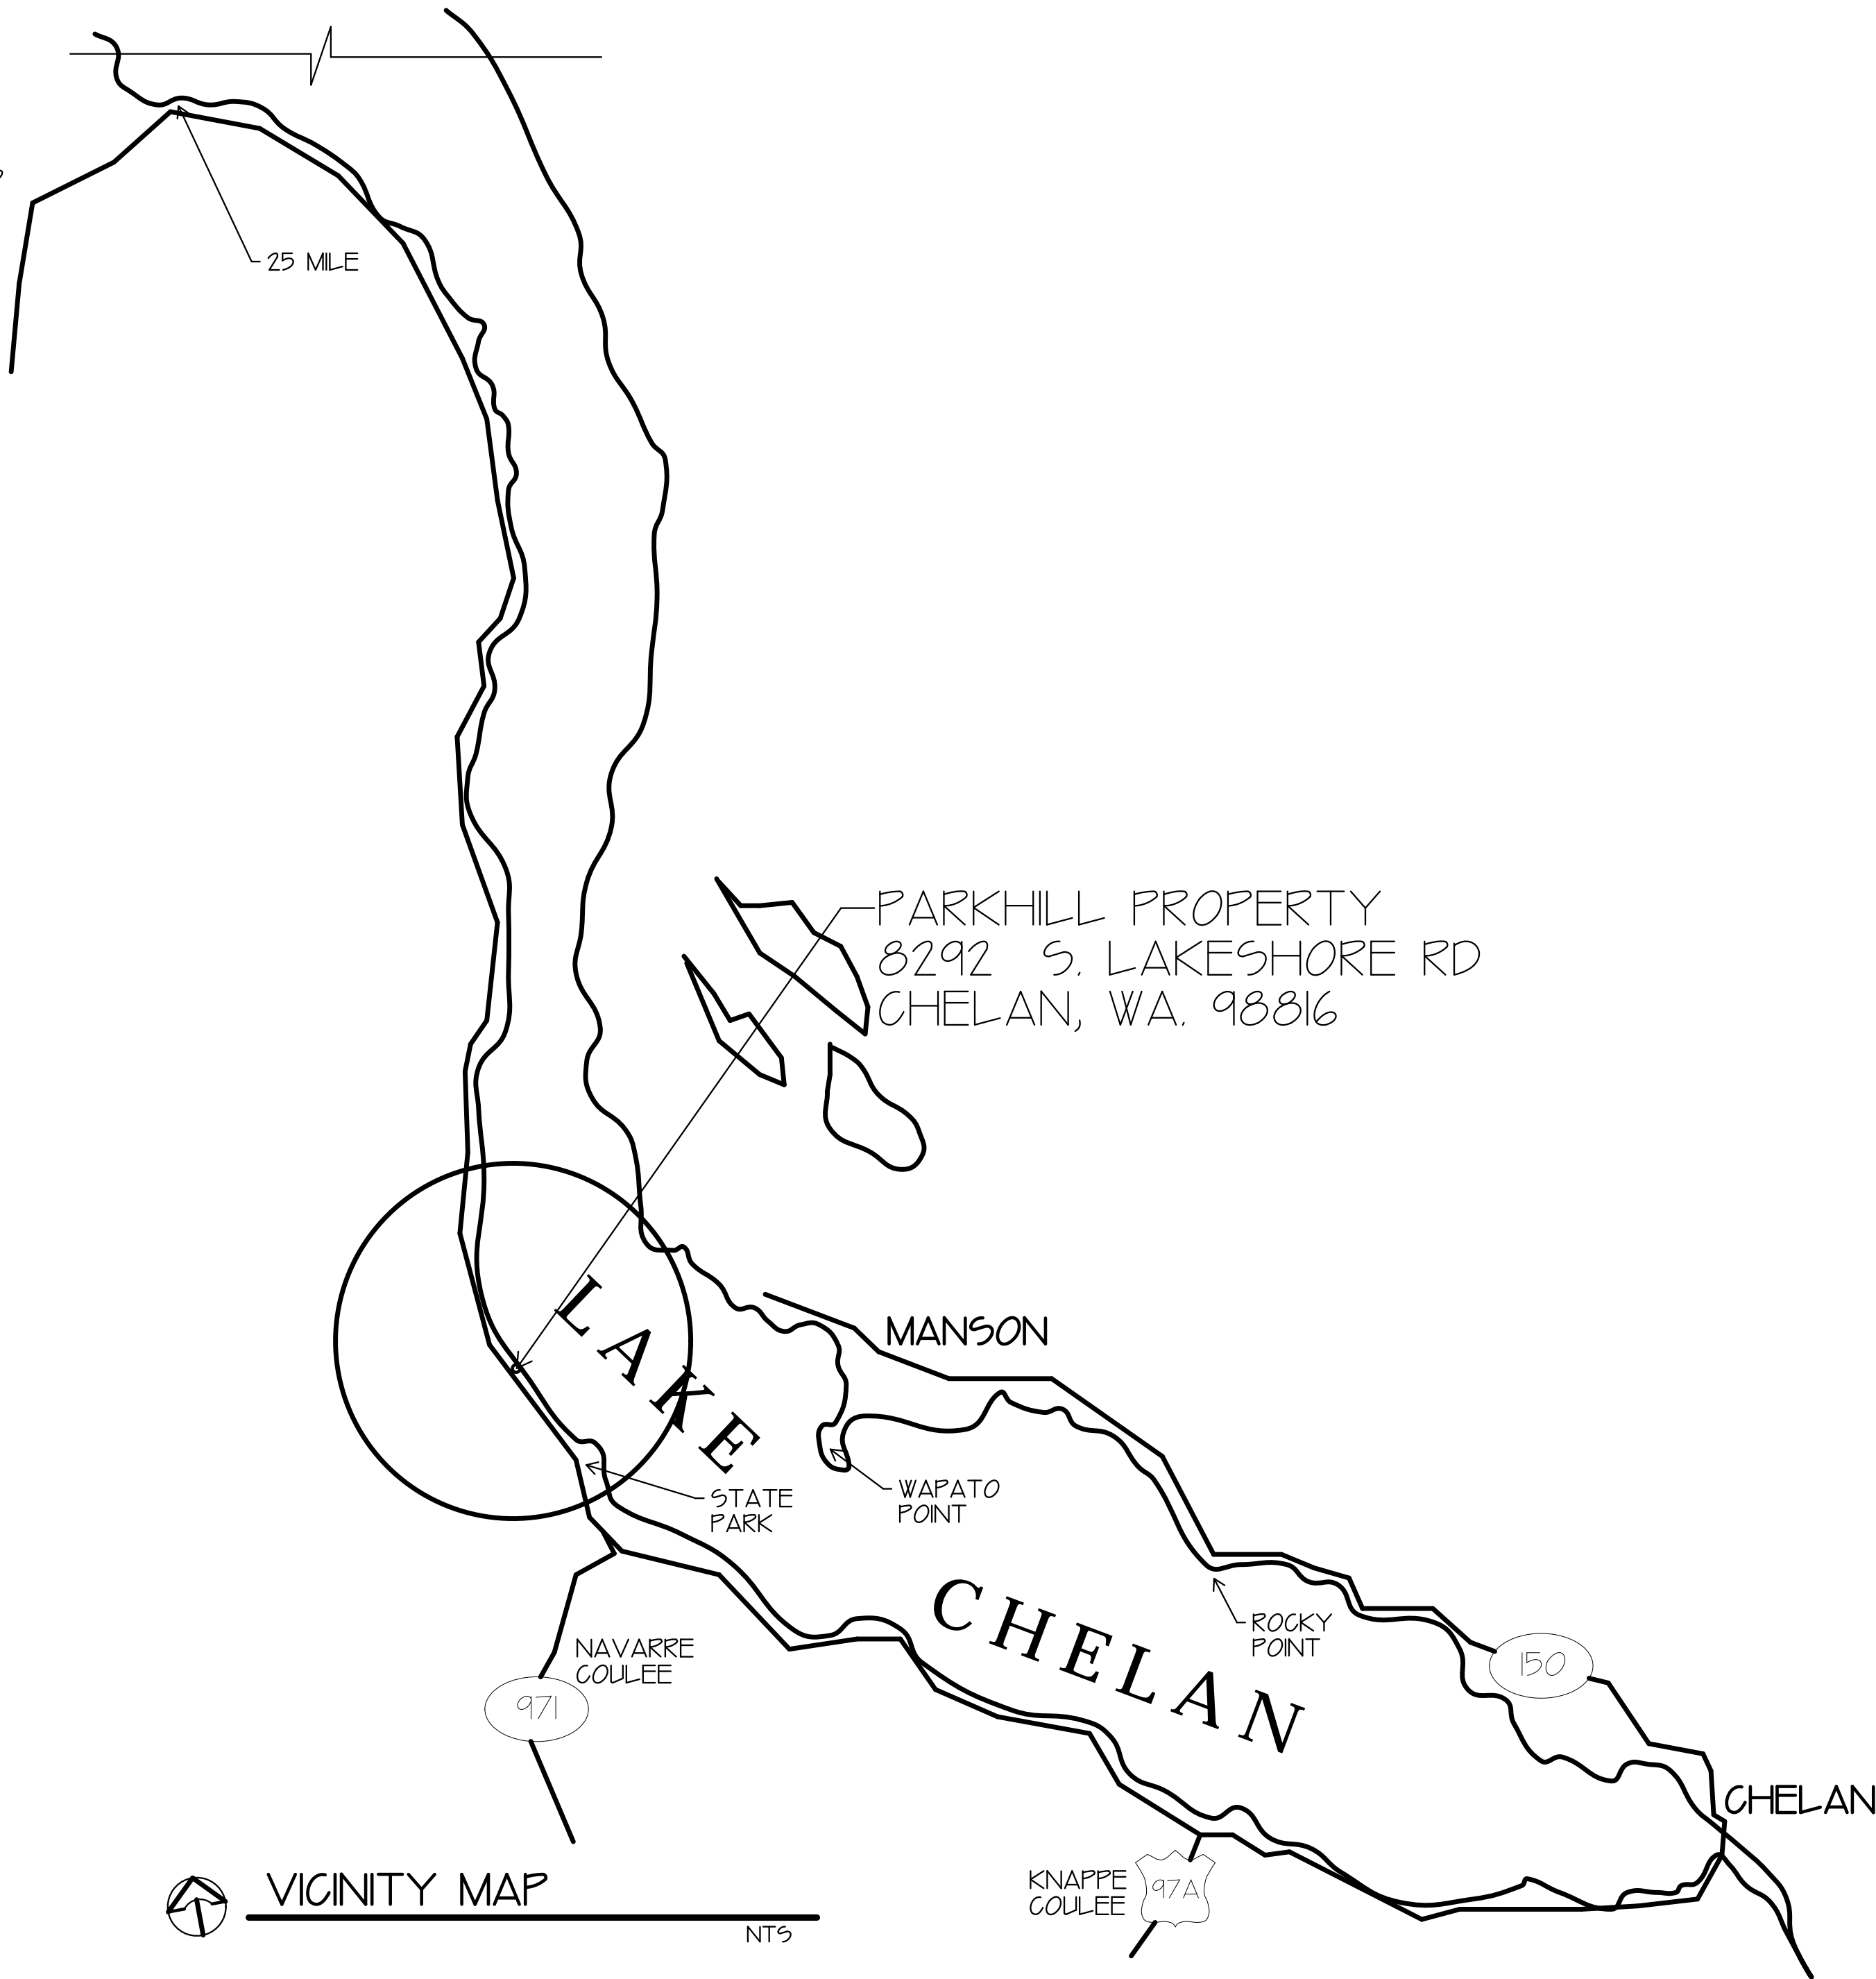 25 MILE
PARKHILL PROPERTY
8292 S. LAKESHORE RD
CHELAN, WA. 98816
LAKE
MANSON
STATE
PARK
WAPATO
POINT
CHELAN
ROCKY
POINT
NAVARRE
COULEE
971
150
CHELAN
KNAPPE
COULEE
97A
VICINITY MAP
NTS